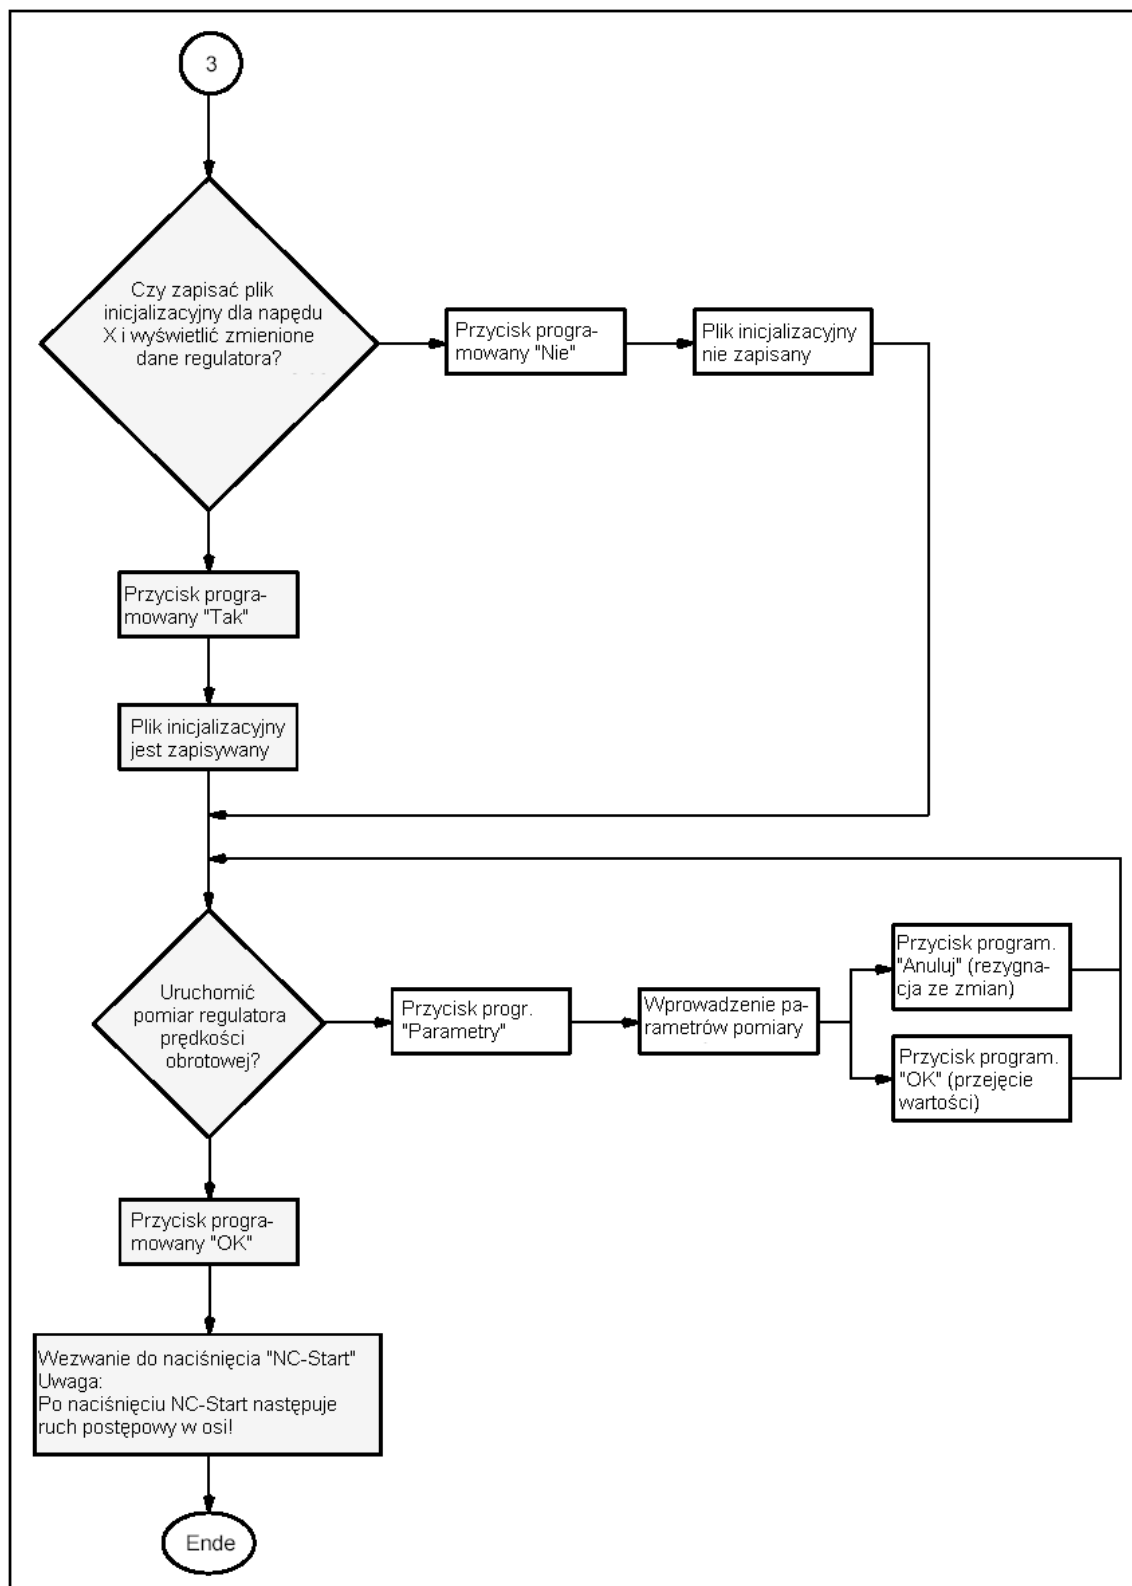 3
Czy zapisać plik
inicjalizacyjny dla napędu
X i wyświetlić zmienione
dane regulatora?
Przycisk progra-
mowany "Nie"
Plik inicjalizacyjny
nie zapisany
Przycisk progra-
mowany "Tak"
Plik inicjalizacyjny
jest zapisywany
Uruchomić
pomiar regulatora
prędkości
obrotowej?
Przycisk progr.
"Parametry"
Wprowadzenie pa-
rametrów pomiary
Przycisk program.
"Anuluj" (rezygna-
cja ze zmian)
Przycisk program.
"OK" (przejęcie
wartości)
Przycisk progra-
mowany "OK"
Wezwanie do naciśnięcia "NC-Start"
Uwaga:
Po naciśnięciu NC-Start następuje
ruch postępowy w osi!
Ende